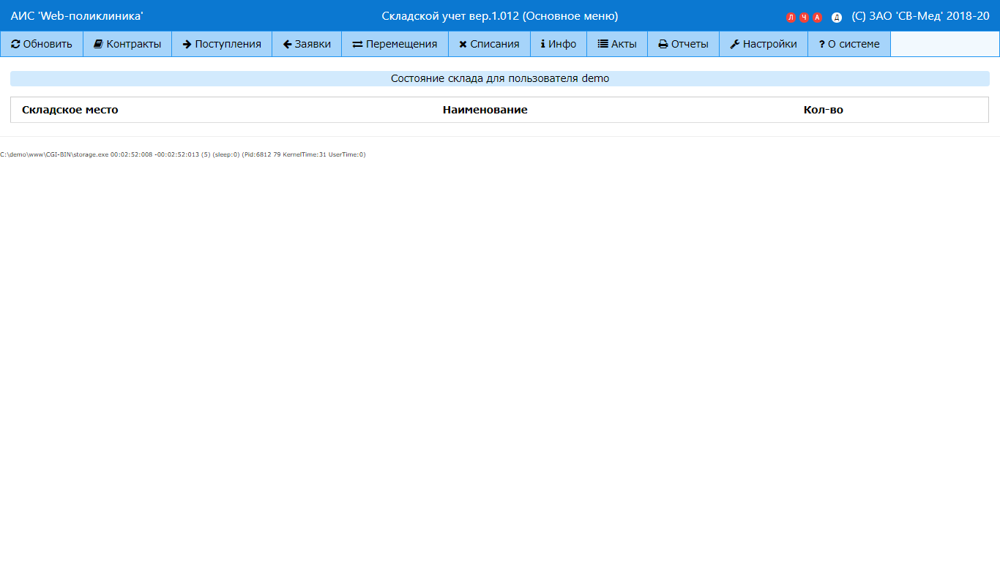 АИС 'Web-поликлиника' Складской учет вер.1.012 (Основное меню) Л Ч А Д (С) ЗАО 'СВ-Мед' 2018-20
Обновить Контракты Поступления Заявки Перемещения Списания Инфо Акты Отчеты Настройки ? О системе
Состояние склада для пользователя demo
Складское место Наименование Кол-во
C:\demo\www\CGI-BIN\storage.exe 00:02:52:008 -00:02:52:013 (5) (sleep:0) (Pid:6812 79 KernelTime:31 UserTime:0)